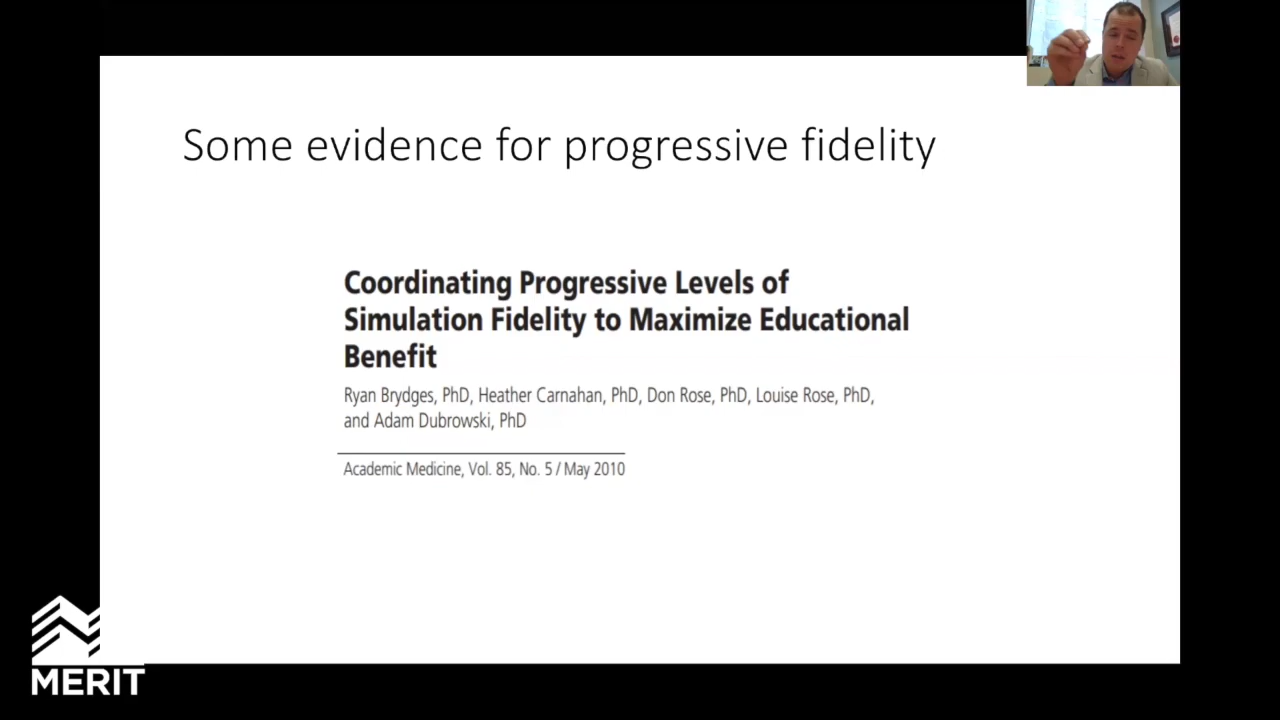 Some evidence for progressive fidelity
Coordinating Progressive Levels of
Simulation Fidelity to Maximize Educational
Benefit
Ryan Brydges, PhD, Heather Carnahan, PhD, Don Rose, PhD, Louise Rose, PhD,
and Adam Dubrowski, PhD
Academic Medicine, Vol. 85, No. 5 / May 2010
MERIT